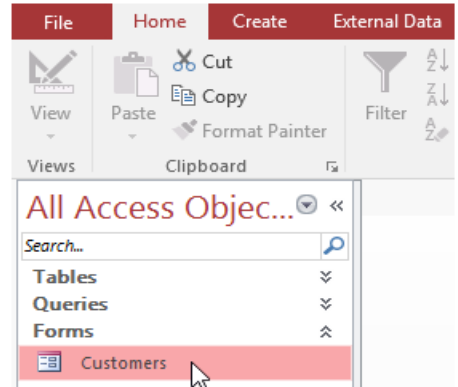 File Home Create External Data
Cut
Copy
Format Painter
View Paste Filter
Views Clipboard
All Access Objec...
Search...
Tables
Queries
Forms
Customers